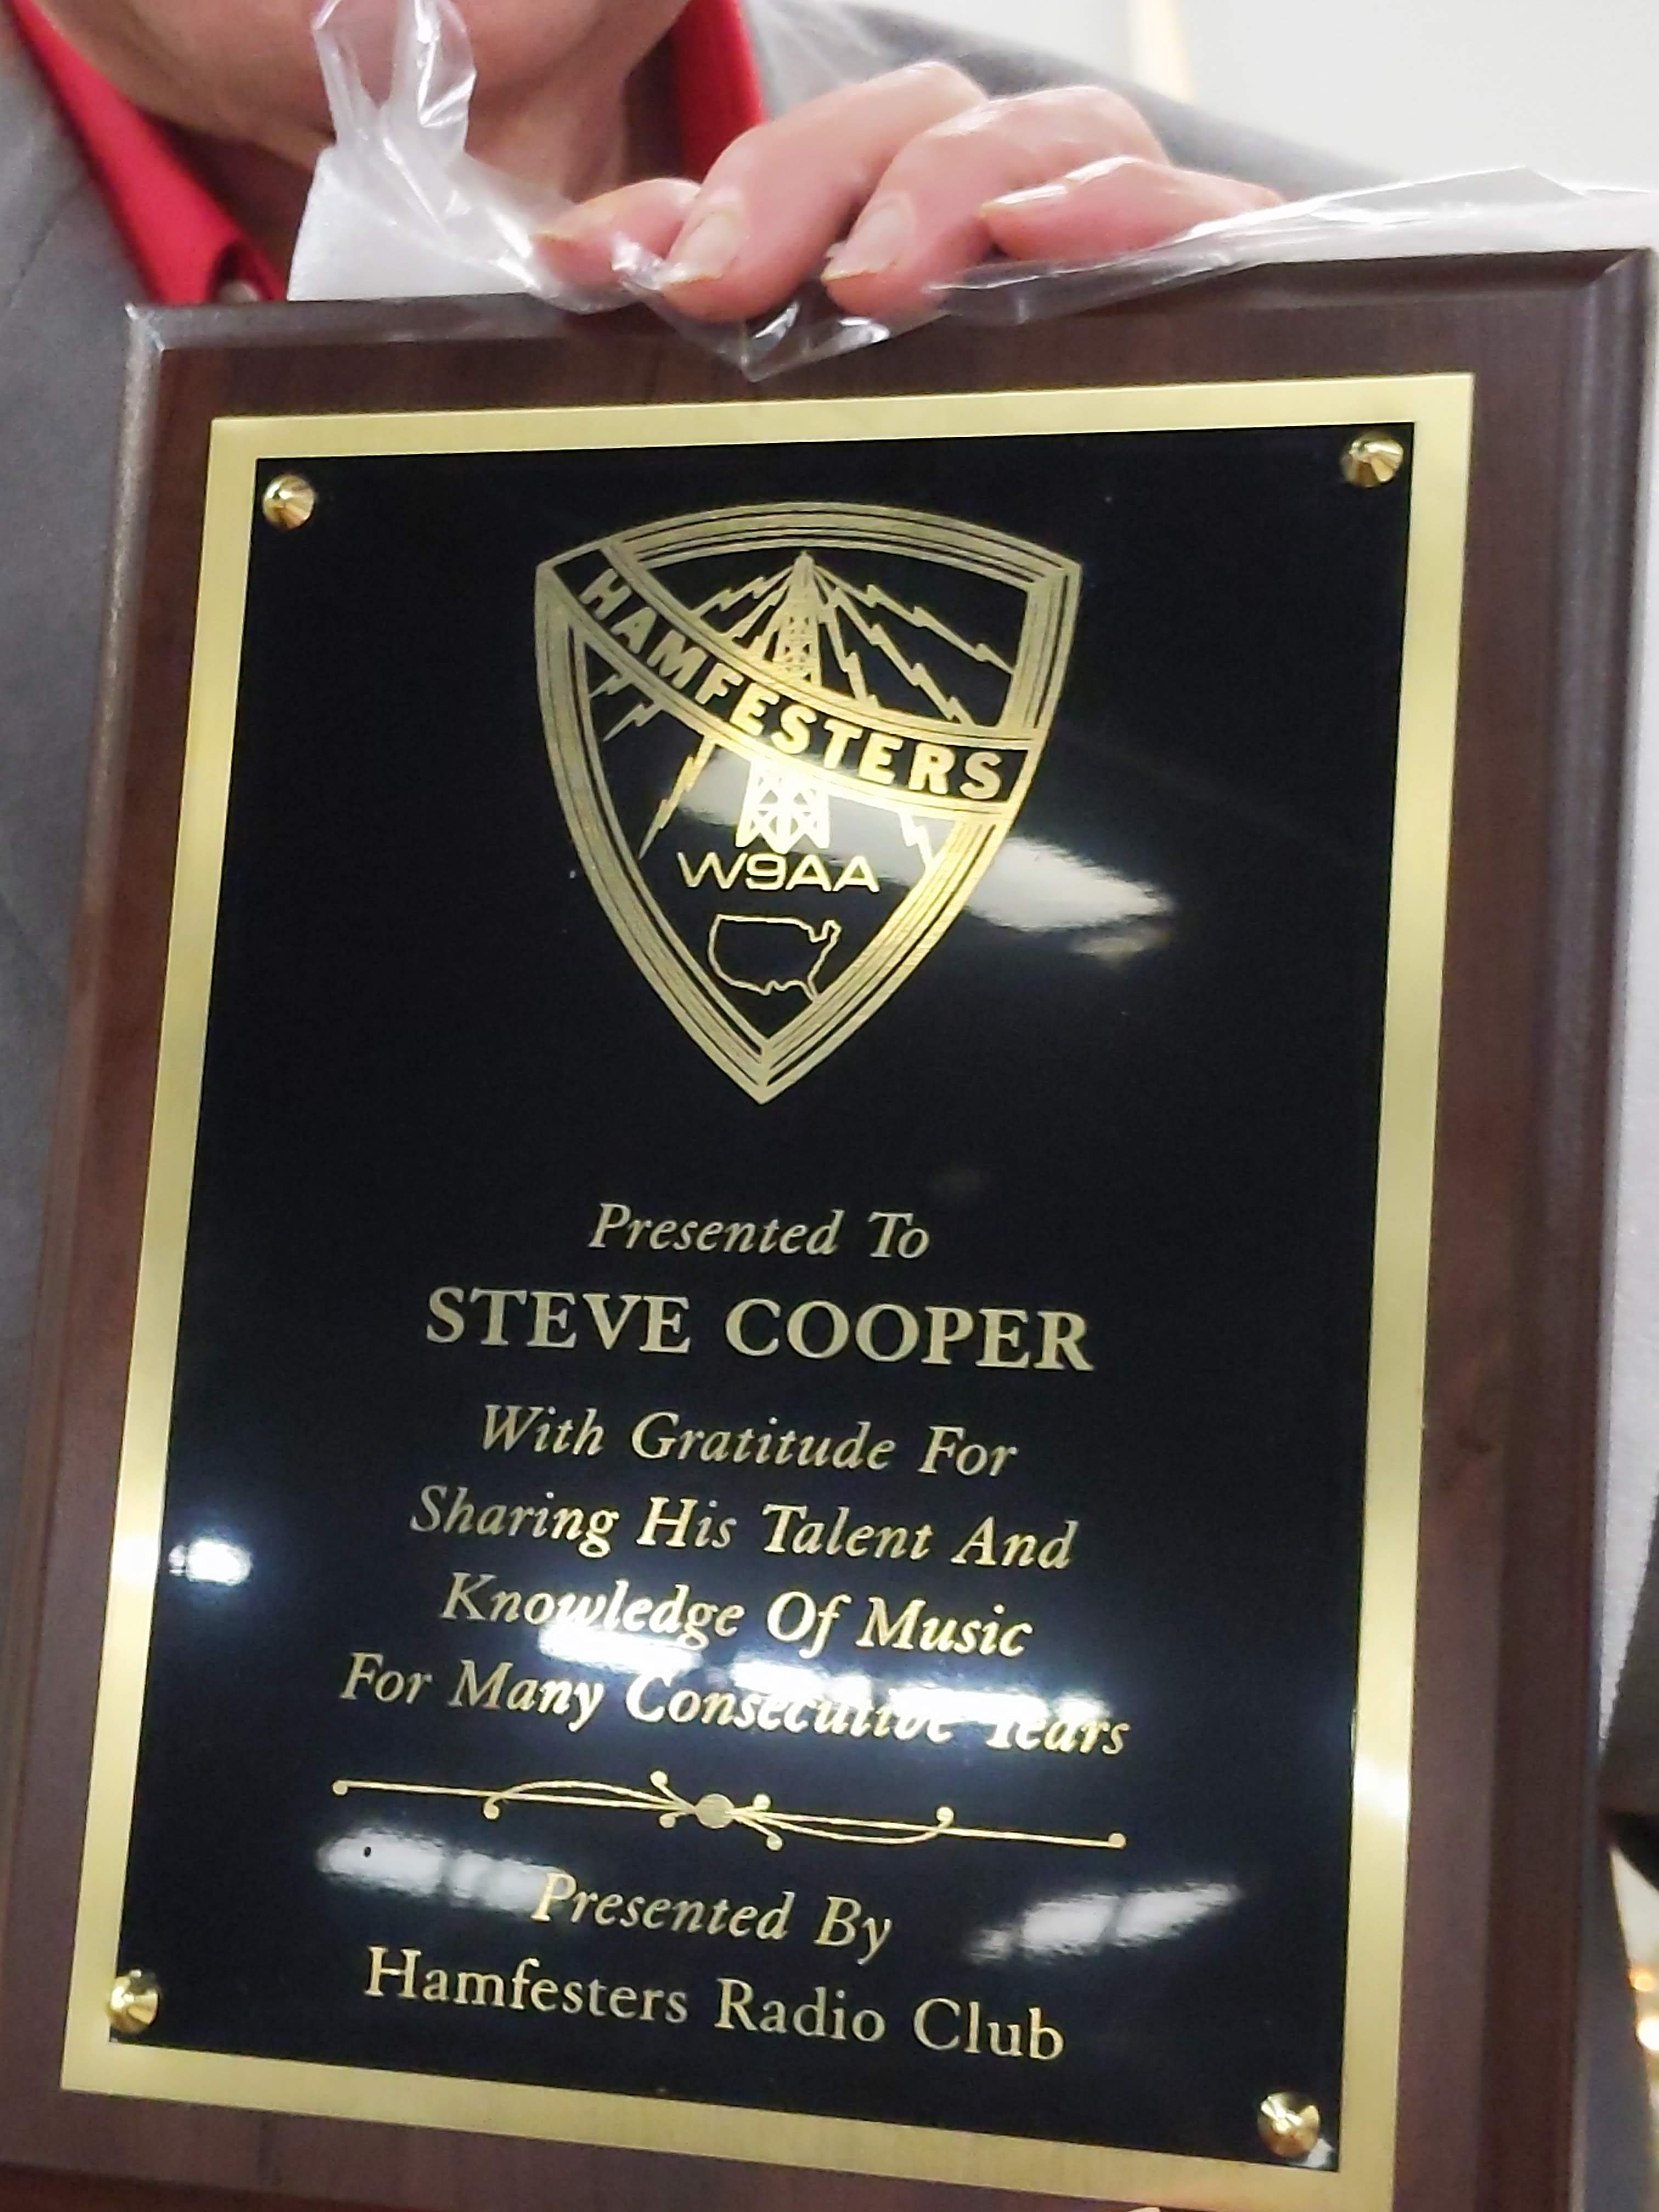 HAMFESTERS
W9AA
Presented To
STEVE COOPER
With Gratitude For
Sharing His Talent And
Knowledge Of Music
For Many Consecutive Years
Presented By
Hamfesters Radio Club